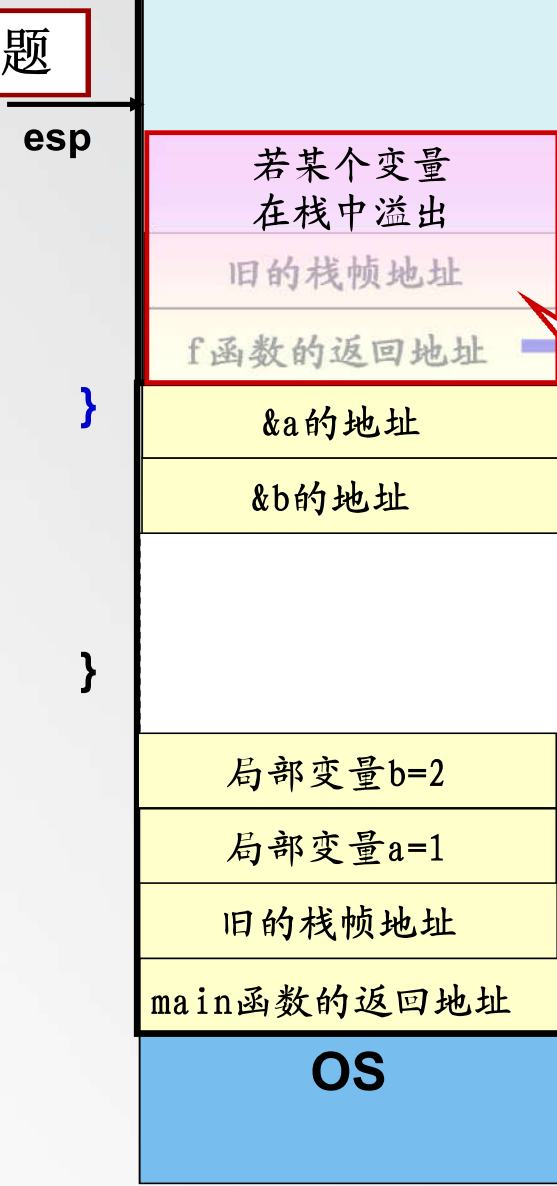 题
esp
若某个变量
在栈中溢出
旧的栈帧地址
f函数的返回地址
}
&a的地址
&b的地址
}
局部变量b=2
局部变量a=1
旧的栈帧地址
main函数的返回地址
OS